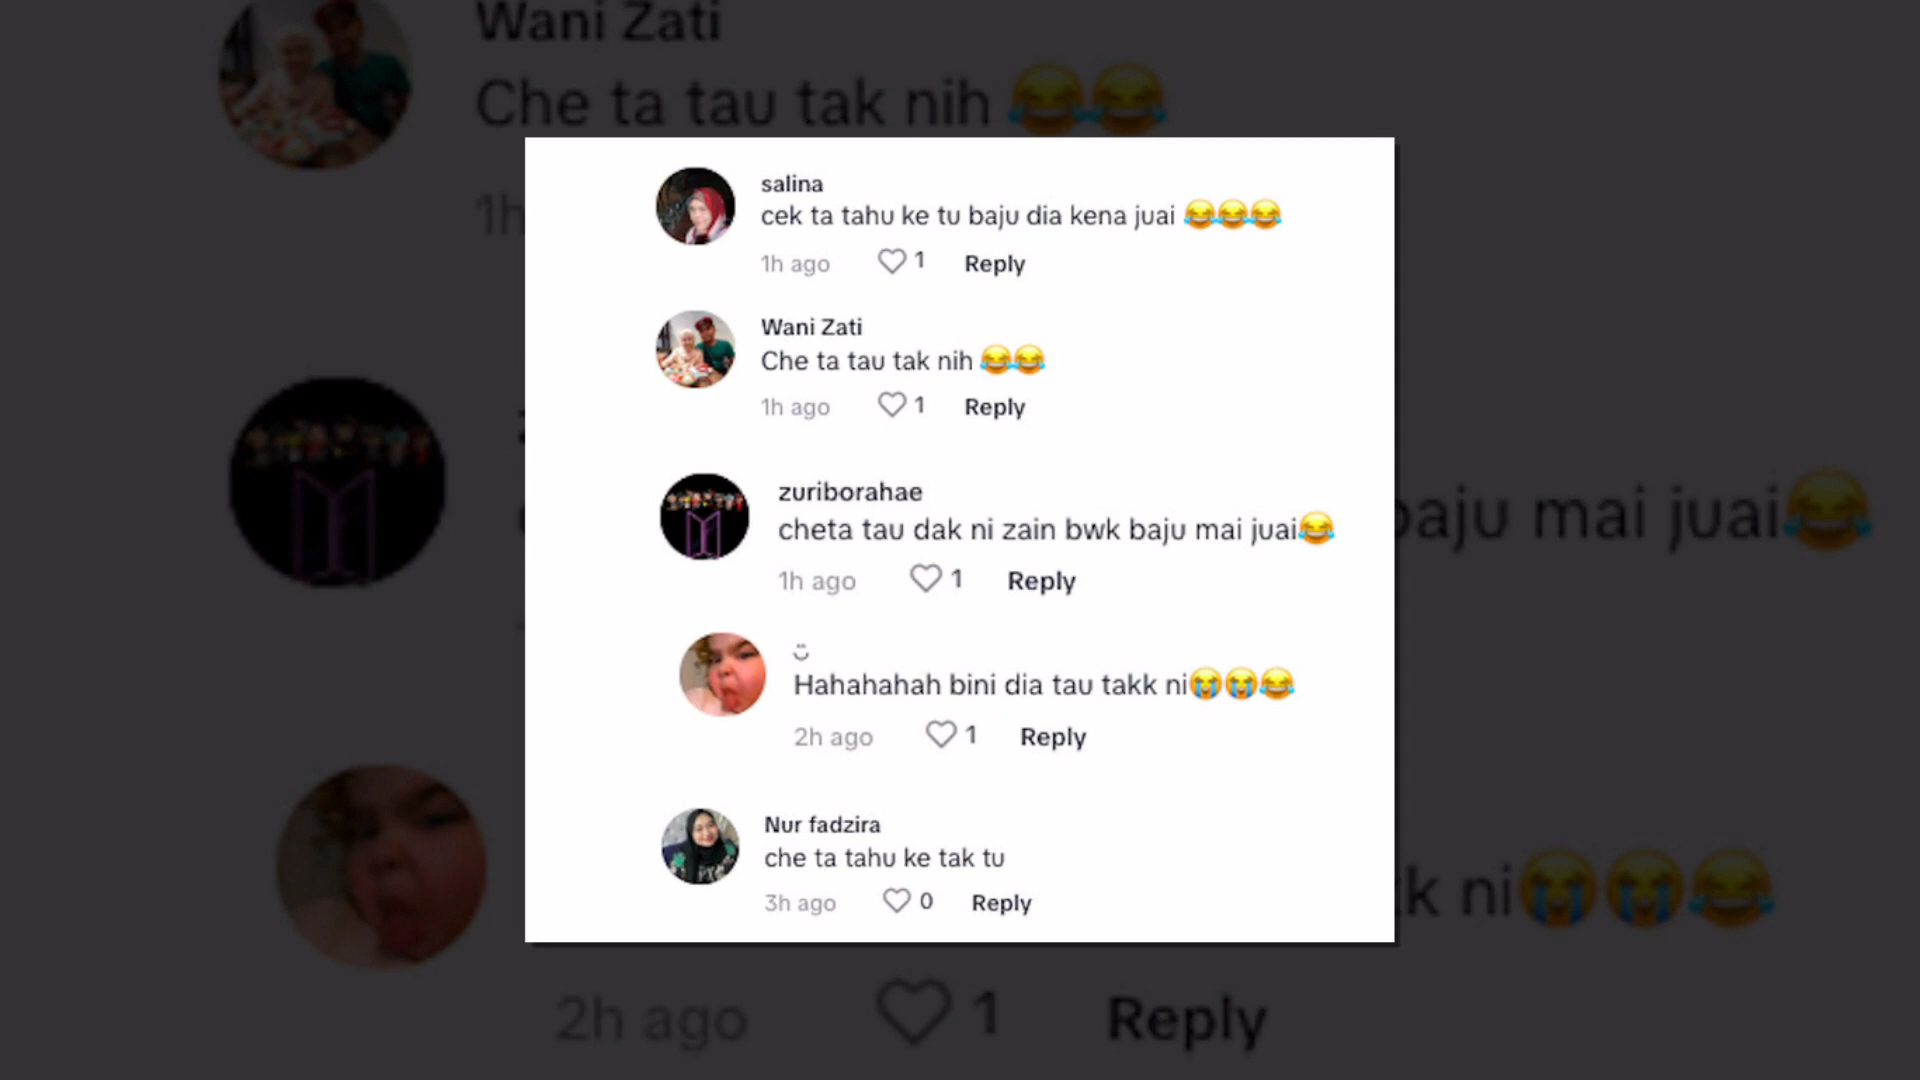 Wani Zati
Che ta tau tak nih 😂😂
1h
salina
cek ta tahu ke tu baju dia kena juai 😂😂😂
1h ago 1 Reply
Wani Zati
Che ta tau tak nih 😂😂
1h ago 1 Reply
zuriborahae
cheta tau dak ni zain bwk baju mai juai😂
1h ago 1 Reply
baju mai juai😂
Hahahahah bini dia tau takk ni😭😭😂
2h ago 1 Reply
Nur fadzira
che ta tahu ke tak tu
3h ago 0 Reply
k ni😭😭😂
2h ago 1 Reply